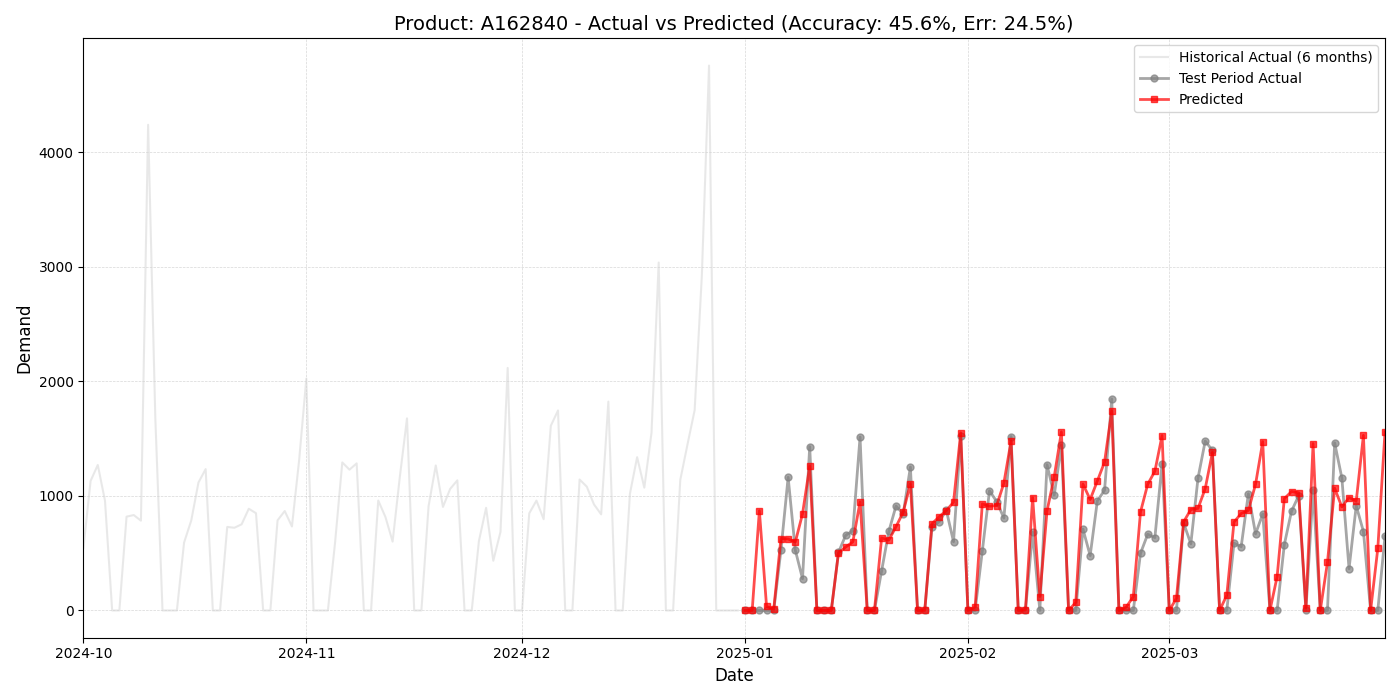 Product: A162840 - Actual vs Predicted (Accuracy: 45.6%, Err: 24.5%)
Historical Actual (6 months)
Test Period Actual
Predicted
Demand
4000
3000
2000
1000
0
2024-10
2024-11
2024-12
2025-01
2025-02
2025-03
Date